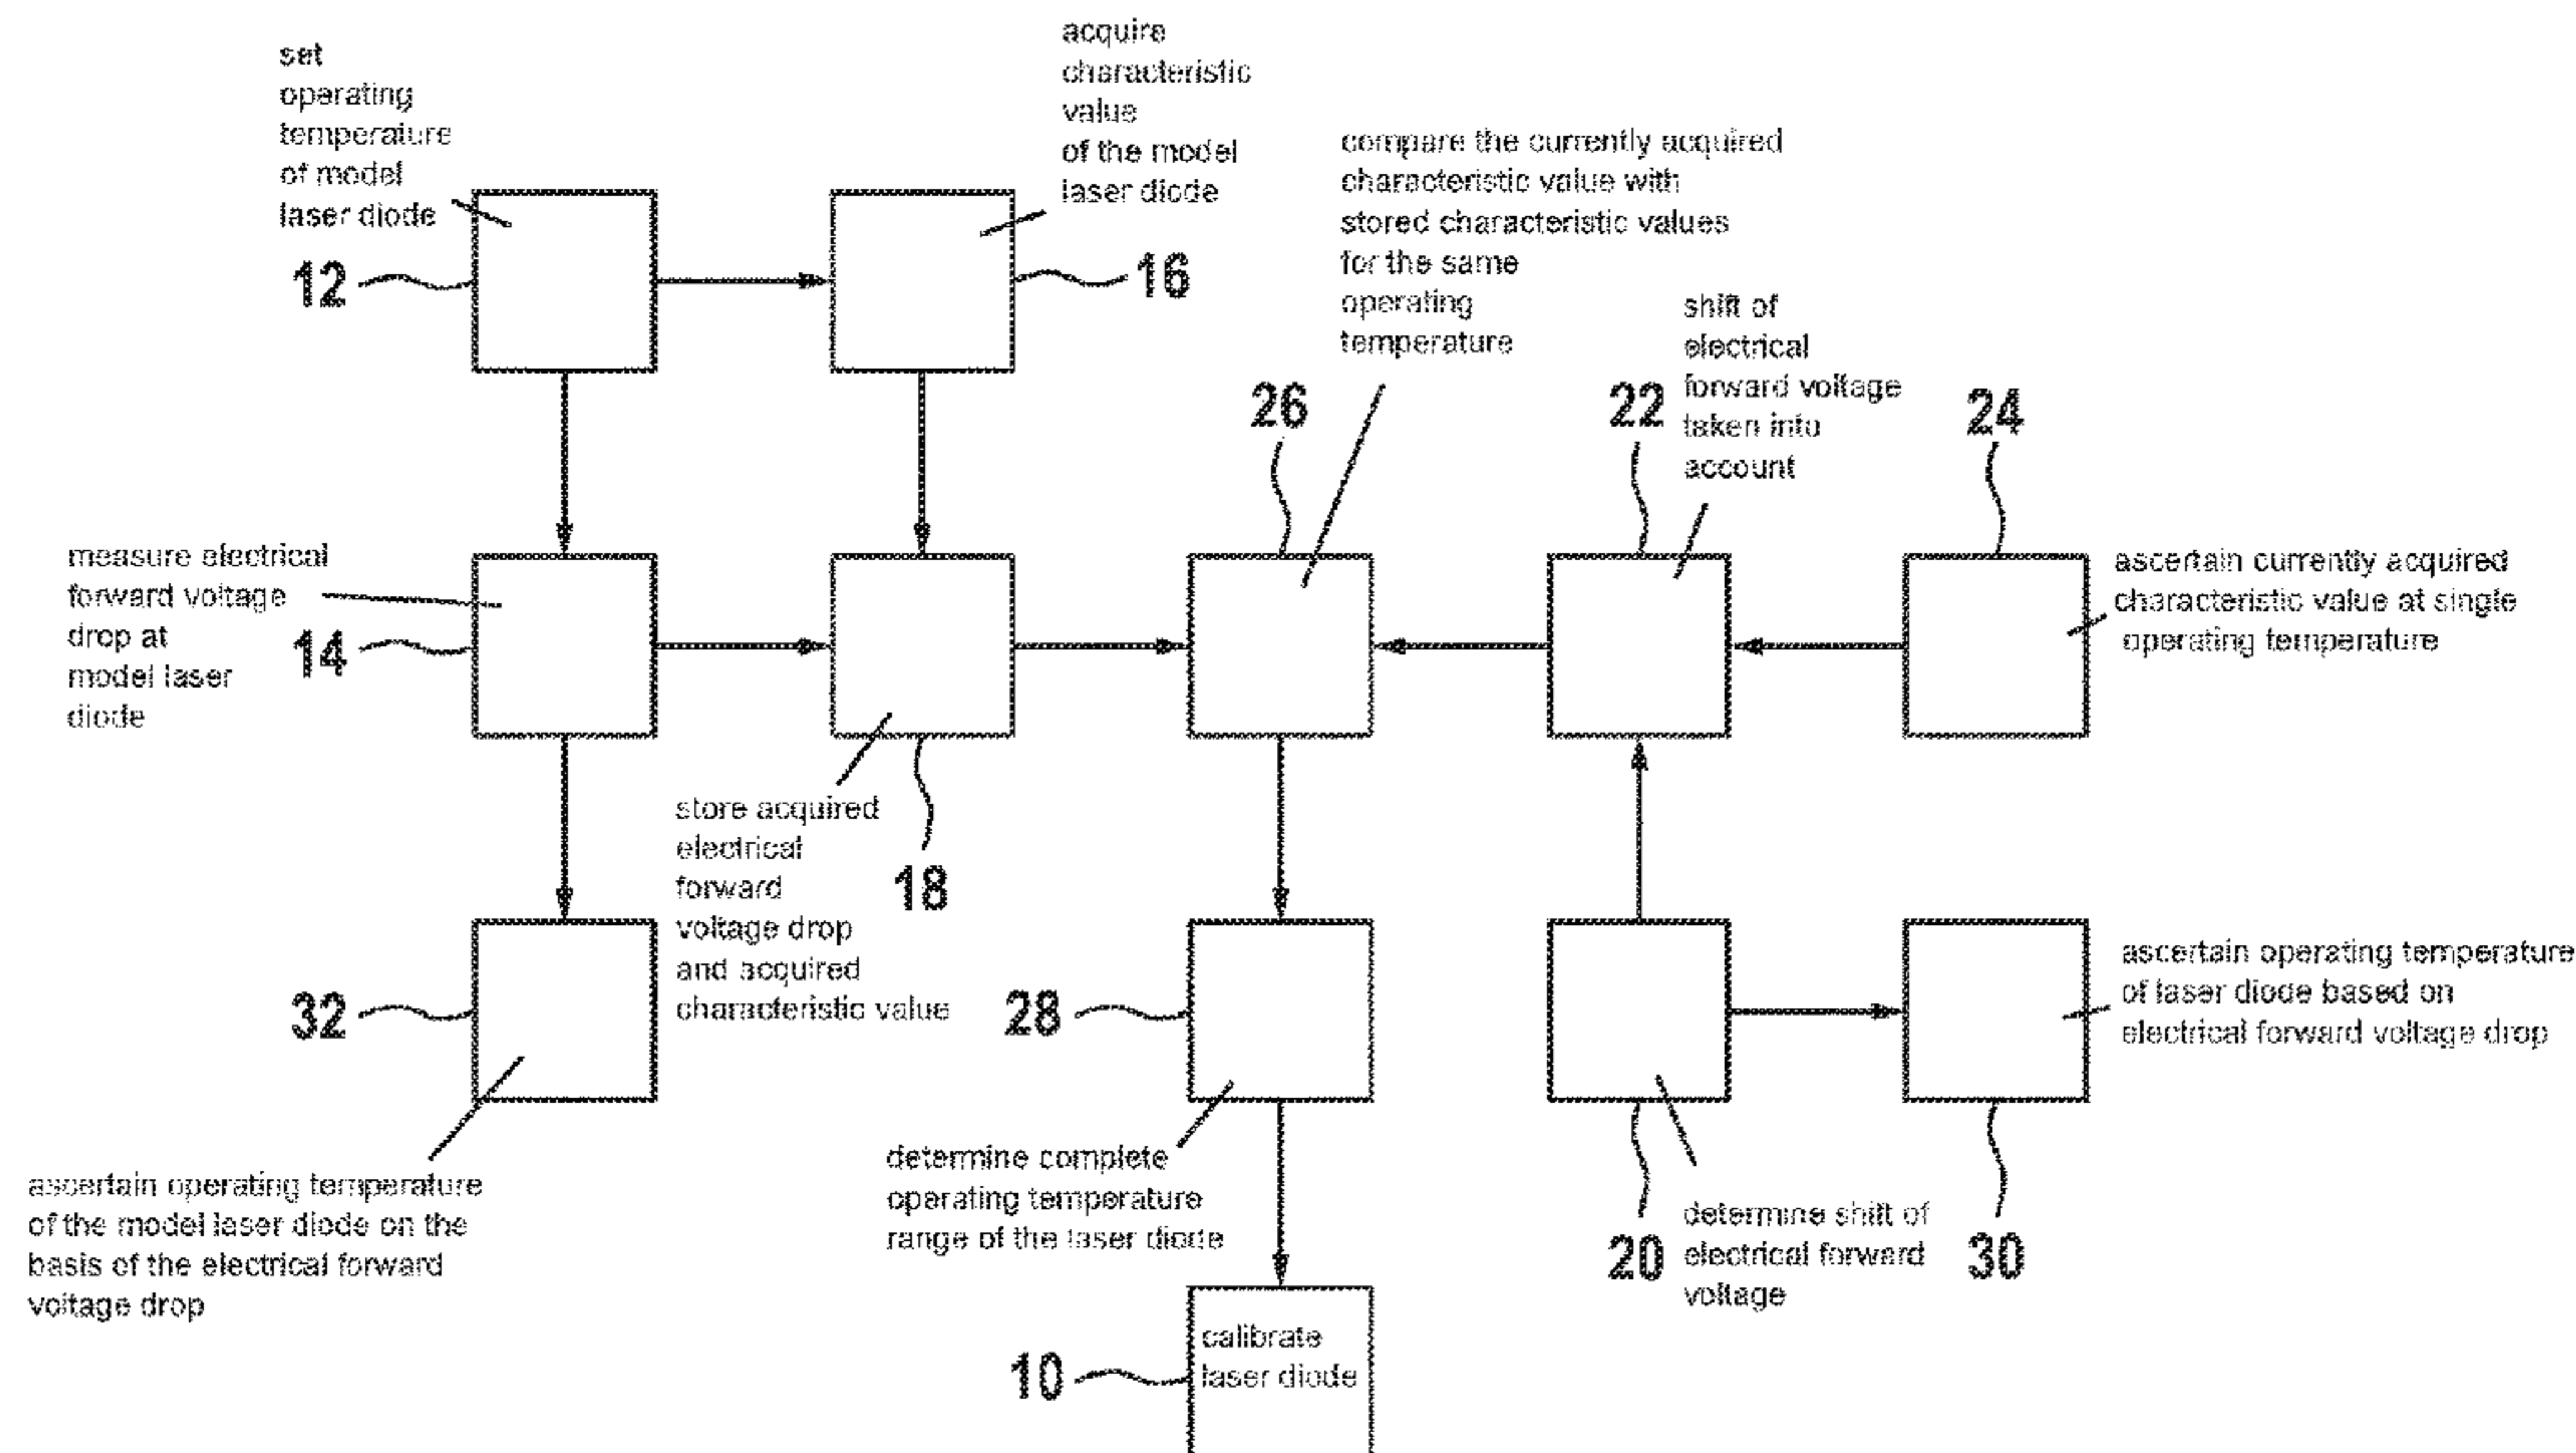 set
operating
temperature
of model
laser diode
12
acquire
characteristic
value
of the model
laser diode
16
compare the currently acquired
characteristic value with
stored characteristic values
for the same
operating
temperature
26
shift of
electrical
forward voltage
taken into
account
22
24
measure electrical
forward voltage
drop at
model laser
diode
14
ascertain currently acquired
characteristic value at single
operating temperature
store acquired
electrical
forward
voltage drop
and acquired
characteristic value
18
32
28
ascertain operating temperature
of laser diode based on
electrical forward voltage drop
ascertain operating temperature
of the model laser diode on the
basis of the electrical forward
voltage drop
determine complete
operating temperature
range of the laser diode
20
determine shift of
electrical forward
voltage
30
10
calibrate
laser diode